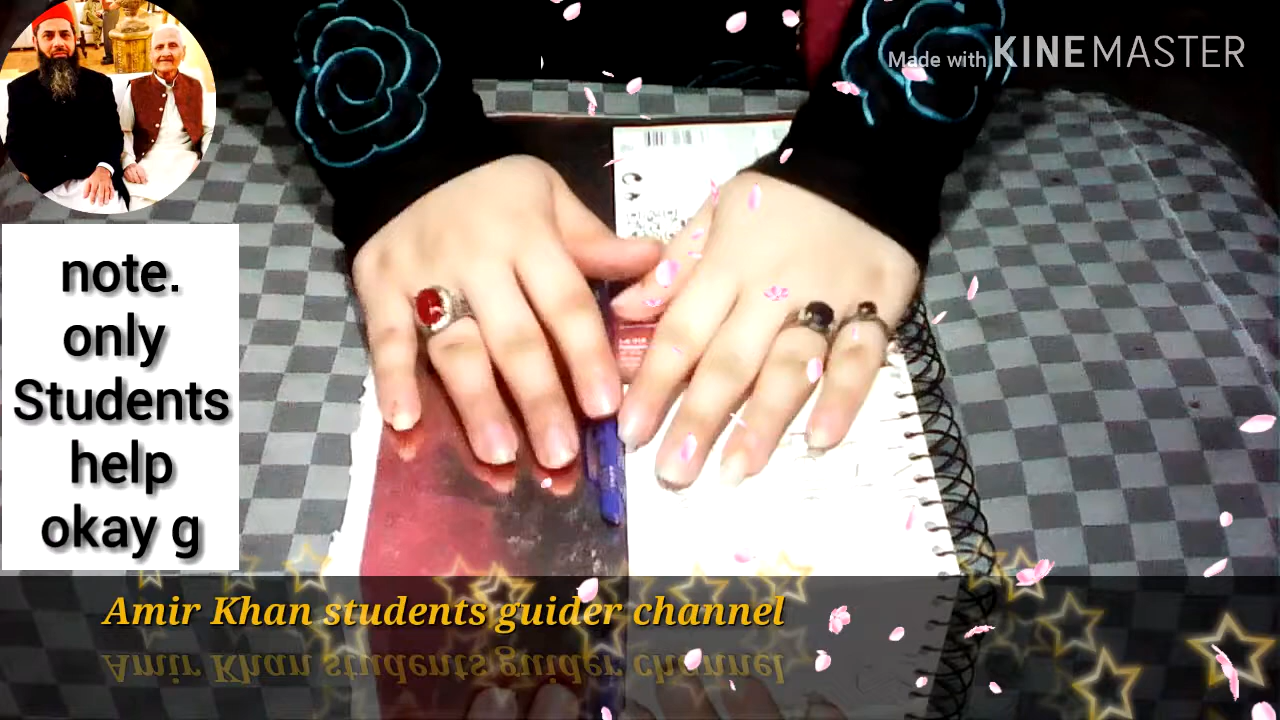 Made with KINEMASTER
note.
only
Students
help
okay g
Amir Khan students guider channel